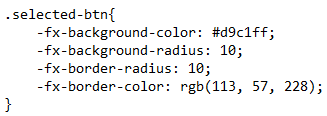 .selected-btn{
    -fx-background-color: #d9c1ff;
    -fx-background-radius: 10;
    -fx-border-radius: 10;
    -fx-border-color: rgb(113, 57, 228);
}